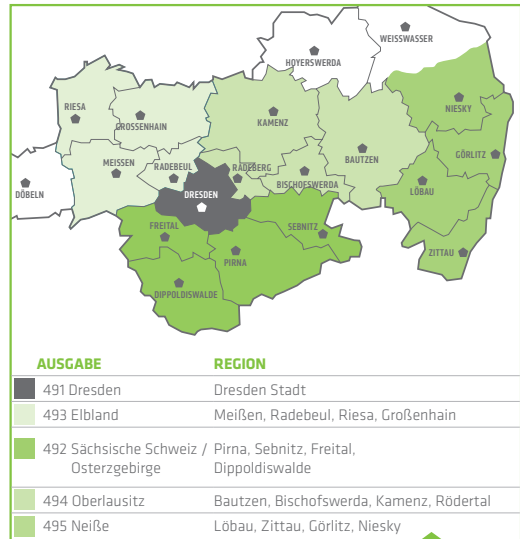 WEISSWASSER
HOYERSWERDA
RIESA
GROSSENHAIN
KAMENZ
NIESKY
MEISSEN
RADEBEUL
RADEBERG
BAUTZEN
GÖRLITZ
DÖBELN
DRESDEN
BISCHOFSWERDA
LÖBAU
FREITAL
SEBNITZ
PIRNA
ZITTAU
DIPPOLDISWALDE
AUSGABE REGION
491 Dresden Dresden Stadt
493 Elbland Meißen, Radebeul, Riesa, Großenhain
492 Sächsische Schweiz / Pirna, Sebnitz, Freital,
Osterzgebirge Dippoldiswalde
494 Oberlausitz Bautzen, Bischofswerda, Kamenz, Rödertal
495 Neiße Löbau, Zittau, Görlitz, Niesky